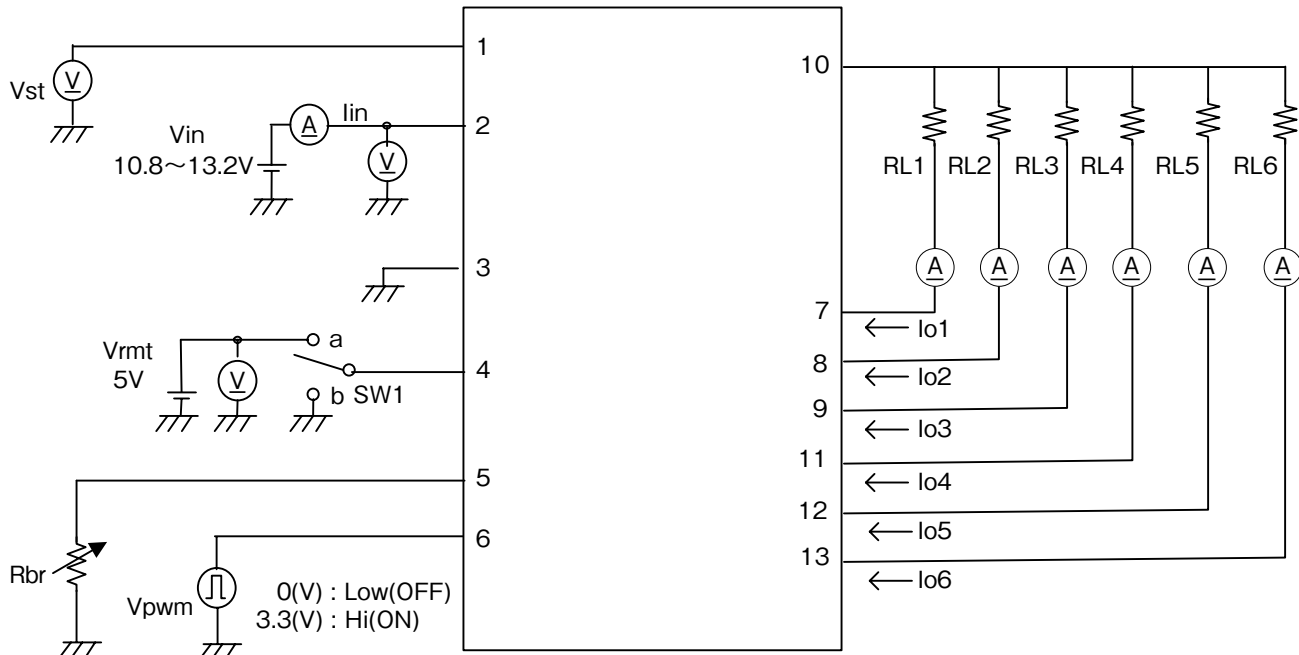 1
10
Vst
V
2
Iin
A
Vin
10.8～13.2V
V
RL1
RL2
RL3
RL4
RL5
RL6
3
A
A
A
A
A
A
7
Io1
Vrmt
5V
V
a
b
SW1
4
8
Io2
9
Io3
11
Io4
5
12
Io5
6
13
Io6
Rbr
Vpwm
0(V) : Low(OFF)
3.3(V) : Hi(ON)